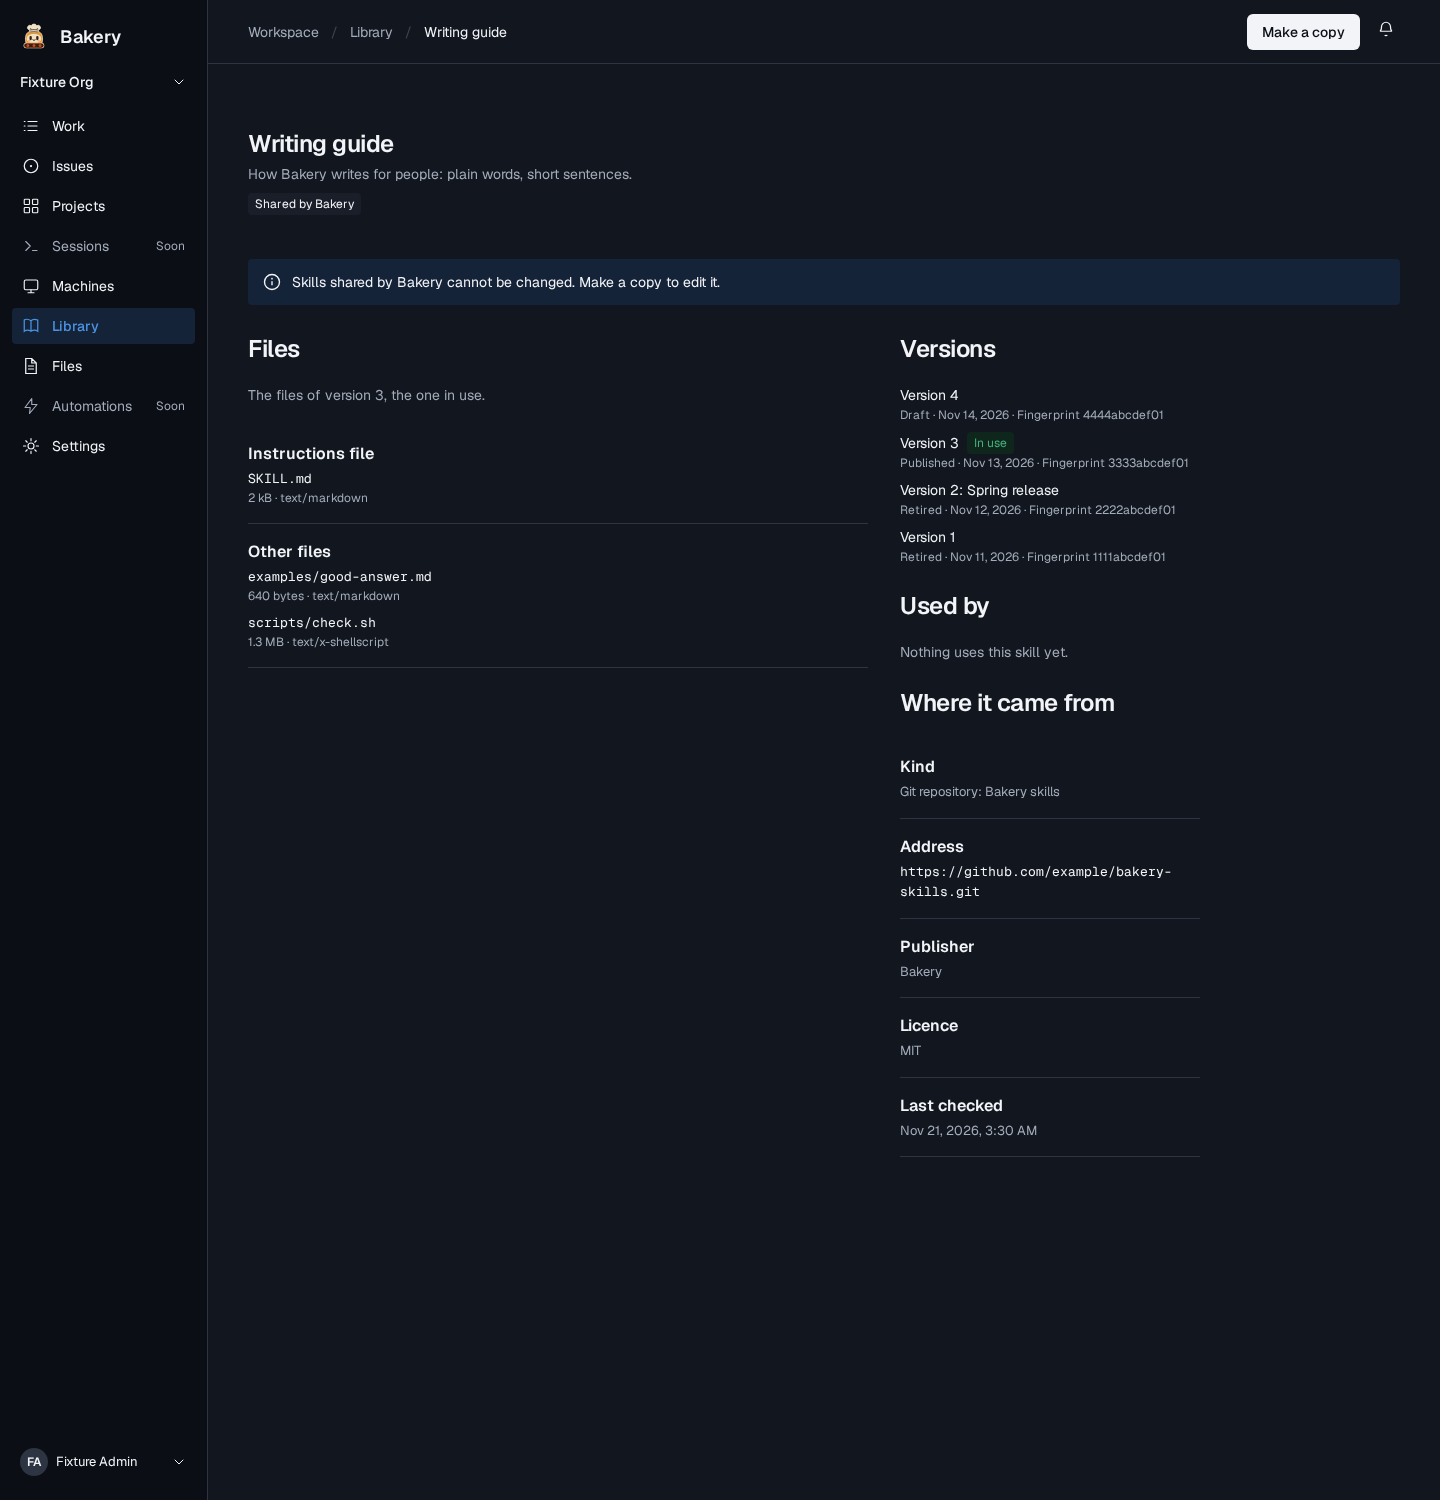 Bakery
Fixture Org
Work
Issues
Projects
Sessions Soon
Machines
Library
Files
Automations Soon
Settings
FA Fixture Admin
Workspace / Library / Writing guide
Make a copy
Writing guide
How Bakery writes for people: plain words, short sentences.
Shared by Bakery
Skills shared by Bakery cannot be changed. Make a copy to edit it.
Files
The files of version 3, the one in use.
Instructions file
SKILL.md
2 kB · text/markdown
Other files
examples/good-answer.md
640 bytes · text/markdown
scripts/check.sh
1.3 MB · text/x-shellscript
Versions
Version 4
Draft · Nov 14, 2026 · Fingerprint 4444abcdef01
Version 3 In use
Published · Nov 13, 2026 · Fingerprint 3333abcdef01
Version 2: Spring release
Retired · Nov 12, 2026 · Fingerprint 2222abcdef01
Version 1
Retired · Nov 11, 2026 · Fingerprint 1111abcdef01
Used by
Nothing uses this skill yet.
Where it came from
Kind
Git repository: Bakery skills
Address
https://github.com/example/bakery-
skills.git
Publisher
Bakery
Licence
MIT
Last checked
Nov 21, 2026, 3:30 AM